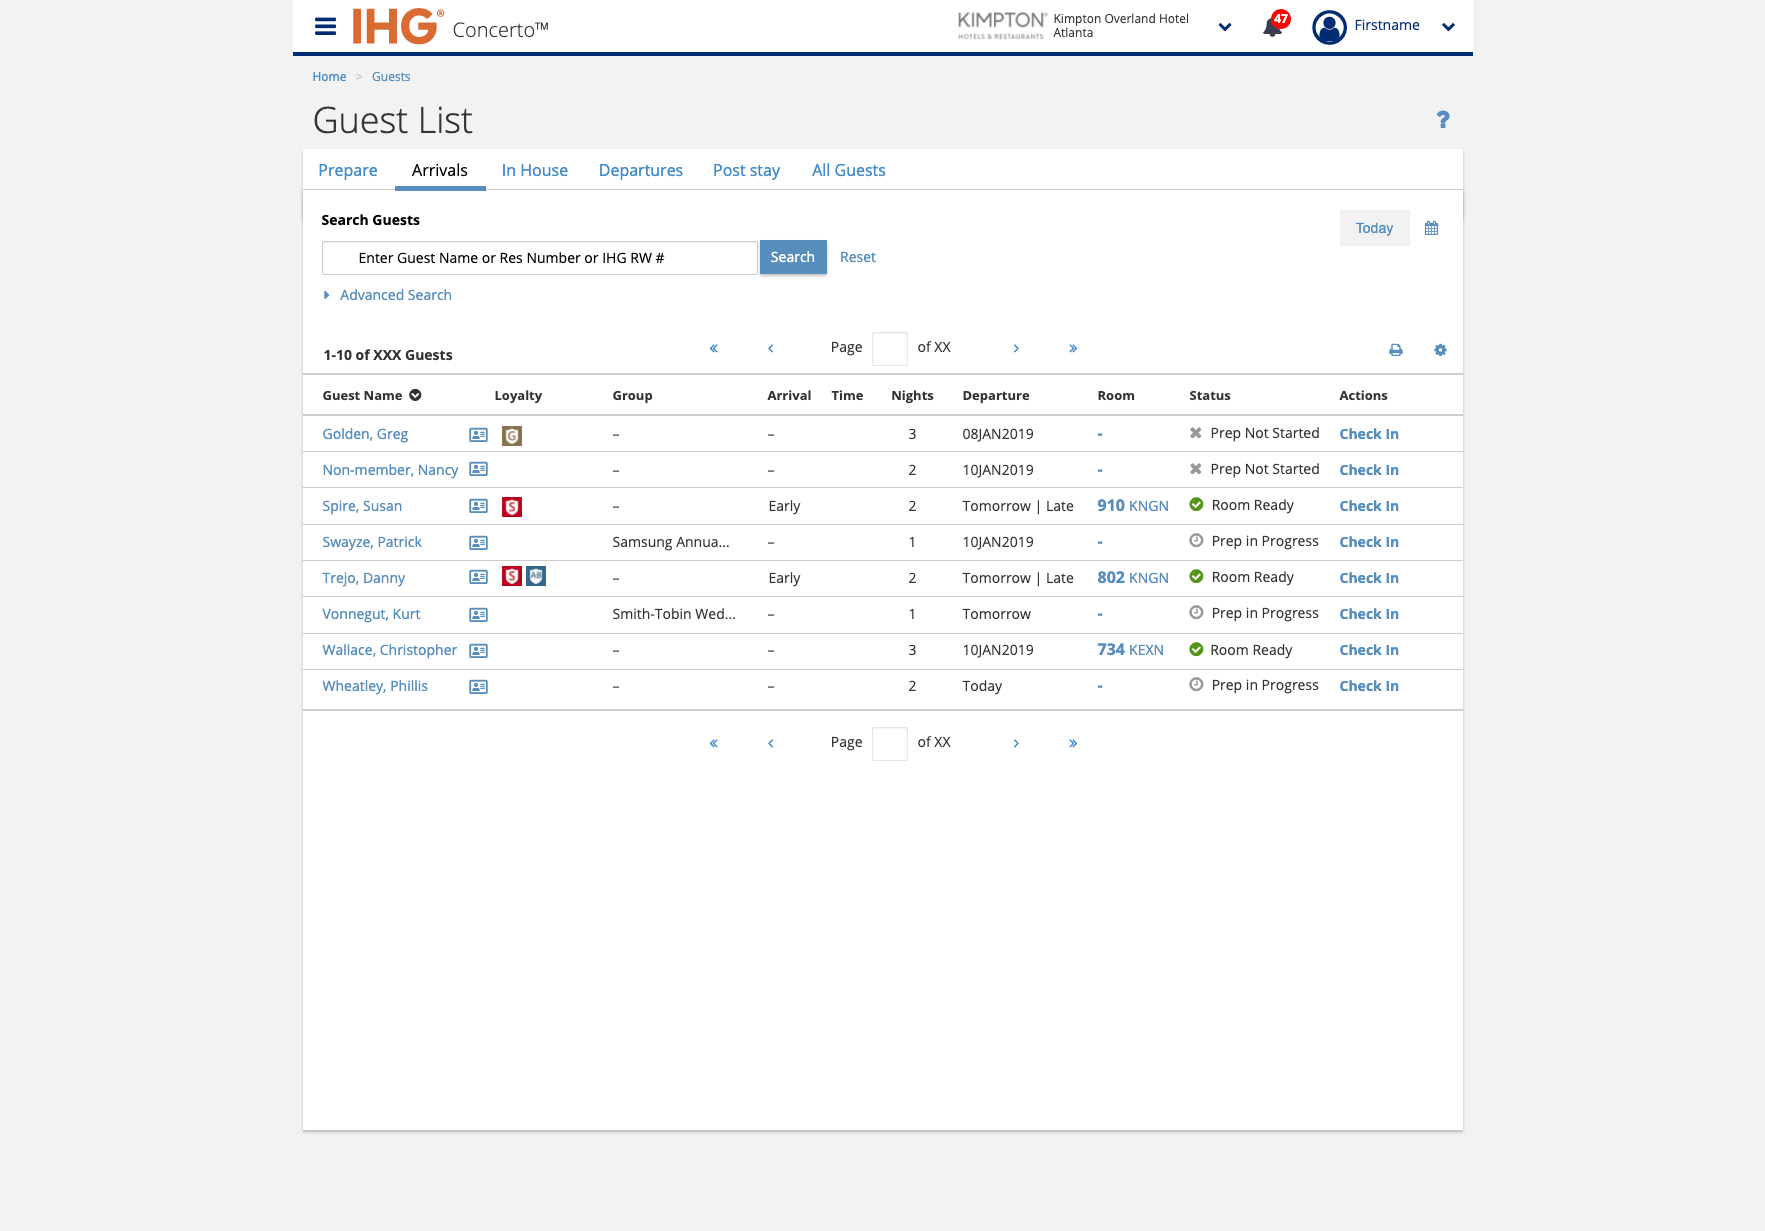 IHG® Concerto™
KIMPTON®
HOTELS & RESTAURANTS
Kimpton Overland Hotel
Atlanta
47
Firstname
Home > Guests
Guest List
?
Prepare Arrivals In House Departures Post stay All Guests
Search Guests
Today
Enter Guest Name or Res Number or IHG RW # Search Reset
Advanced Search
1-10 of XXX Guests « ‹ Page of XX › »
Guest Name Loyalty Group Arrival Time Nights Departure Room Status Actions
Golden, Greg G – – 3 08JAN2019 - Prep Not Started Check In
Non-member, Nancy – – 2 10JAN2019 - Prep Not Started Check In
Spire, Susan S – Early 2 Tomorrow | Late 910 KNGN Room Ready Check In
Swayze, Patrick Samsung Annua... – 1 10JAN2019 - Prep in Progress Check In
Trejo, Danny S AB – Early 2 Tomorrow | Late 802 KNGN Room Ready Check In
Vonnegut, Kurt Smith-Tobin Wed... – 1 Tomorrow - Prep in Progress Check In
Wallace, Christopher – – 3 10JAN2019 734 KEXN Room Ready Check In
Wheatley, Phillis – – 2 Today - Prep in Progress Check In
« ‹ Page of XX › »